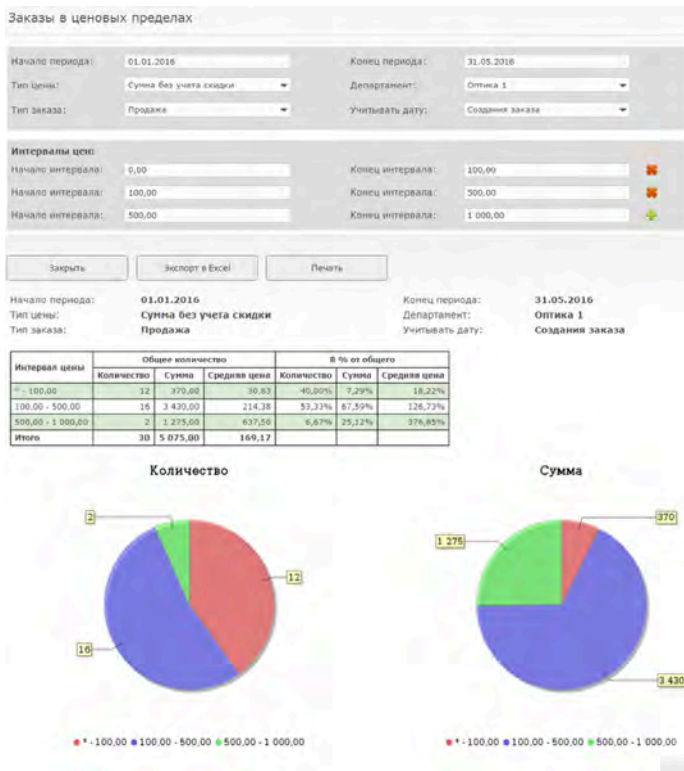 Заказы в ценовых пределах
Начало периода: 01.01.2016 Конец периода: 31.05.2016
Тип цены: Сумма без учета скидки Департамент: Оптика 1
Тип заказа: Продажа Учитывать дату: Создания заказа
Интервалы цен:
Начало интервала: 0,00 Конец интервала: 100,00
Начало интервала: 100,00 Конец интервала: 500,00
Начало интервала: 500,00 Конец интервала: 1 000,00
Закрыть Экспорт в Excel Печать
Начало периода: 01.01.2016 Конец периода: 31.05.2016
Тип цены: Сумма без учета скидки Департамент: Оптика 1
Тип заказа: Продажа Учитывать дату: Создания заказа
Интервал цены Общее количество В % от общего
Количество Сумма Средняя цена Количество Сумма Средняя цена
* - 100,00 12 370,00 30,83 40,00% 7,29% 18,22%
100,00 - 500,00 16 3 430,00 214,38 53,33% 67,59% 126,73%
500,00 - 1 000,00 2 1 275,00 637,50 6,67% 25,12% 376,85%
Итого 30 5 075,00 169,17
Количество Сумма
2
12
16
370
1 275
3 430
* - 100,00 100,00 - 500,00 500,00 - 1 000,00
* - 100,00 100,00 - 500,00 500,00 - 1 000,00